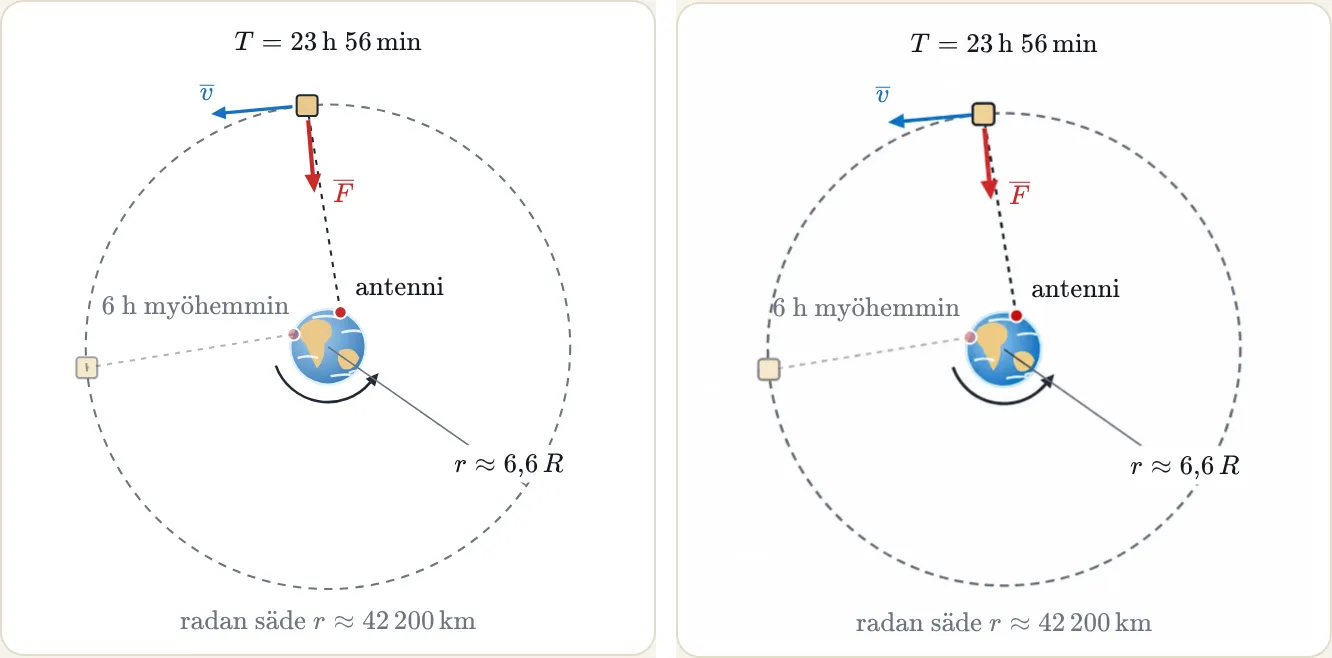 T = 23 h 56 min
v̅
F̅
antenni
6 h myöhemmin
r ≈ 6,6 R
radan säde r ≈ 42 200 km
T = 23 h 56 min
v̅
F̅
antenni
6 h myöhemmin
r ≈ 6,6 R
radan säde r ≈ 42 200 km